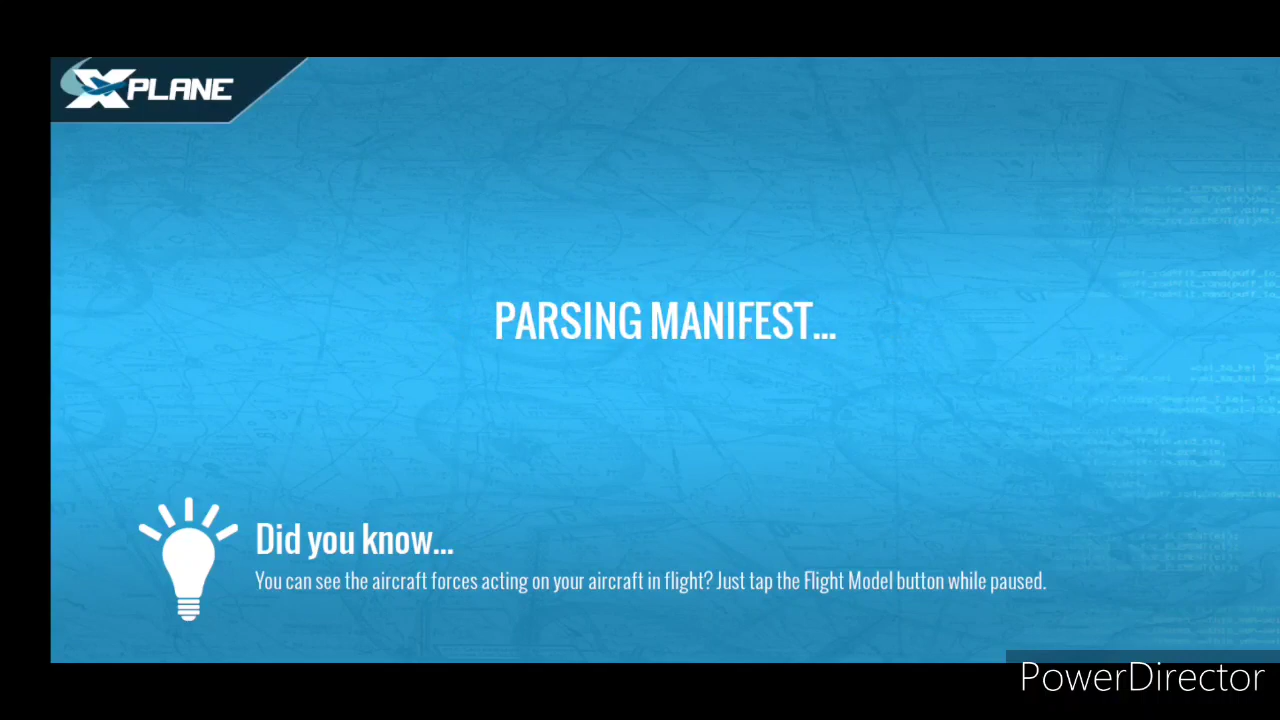 X PLANE
PARSING MANIFEST...
Did you know...
You can see the aircraft forces acting on your aircraft in flight? Just tap the Flight Model button while paused.
PowerDirector